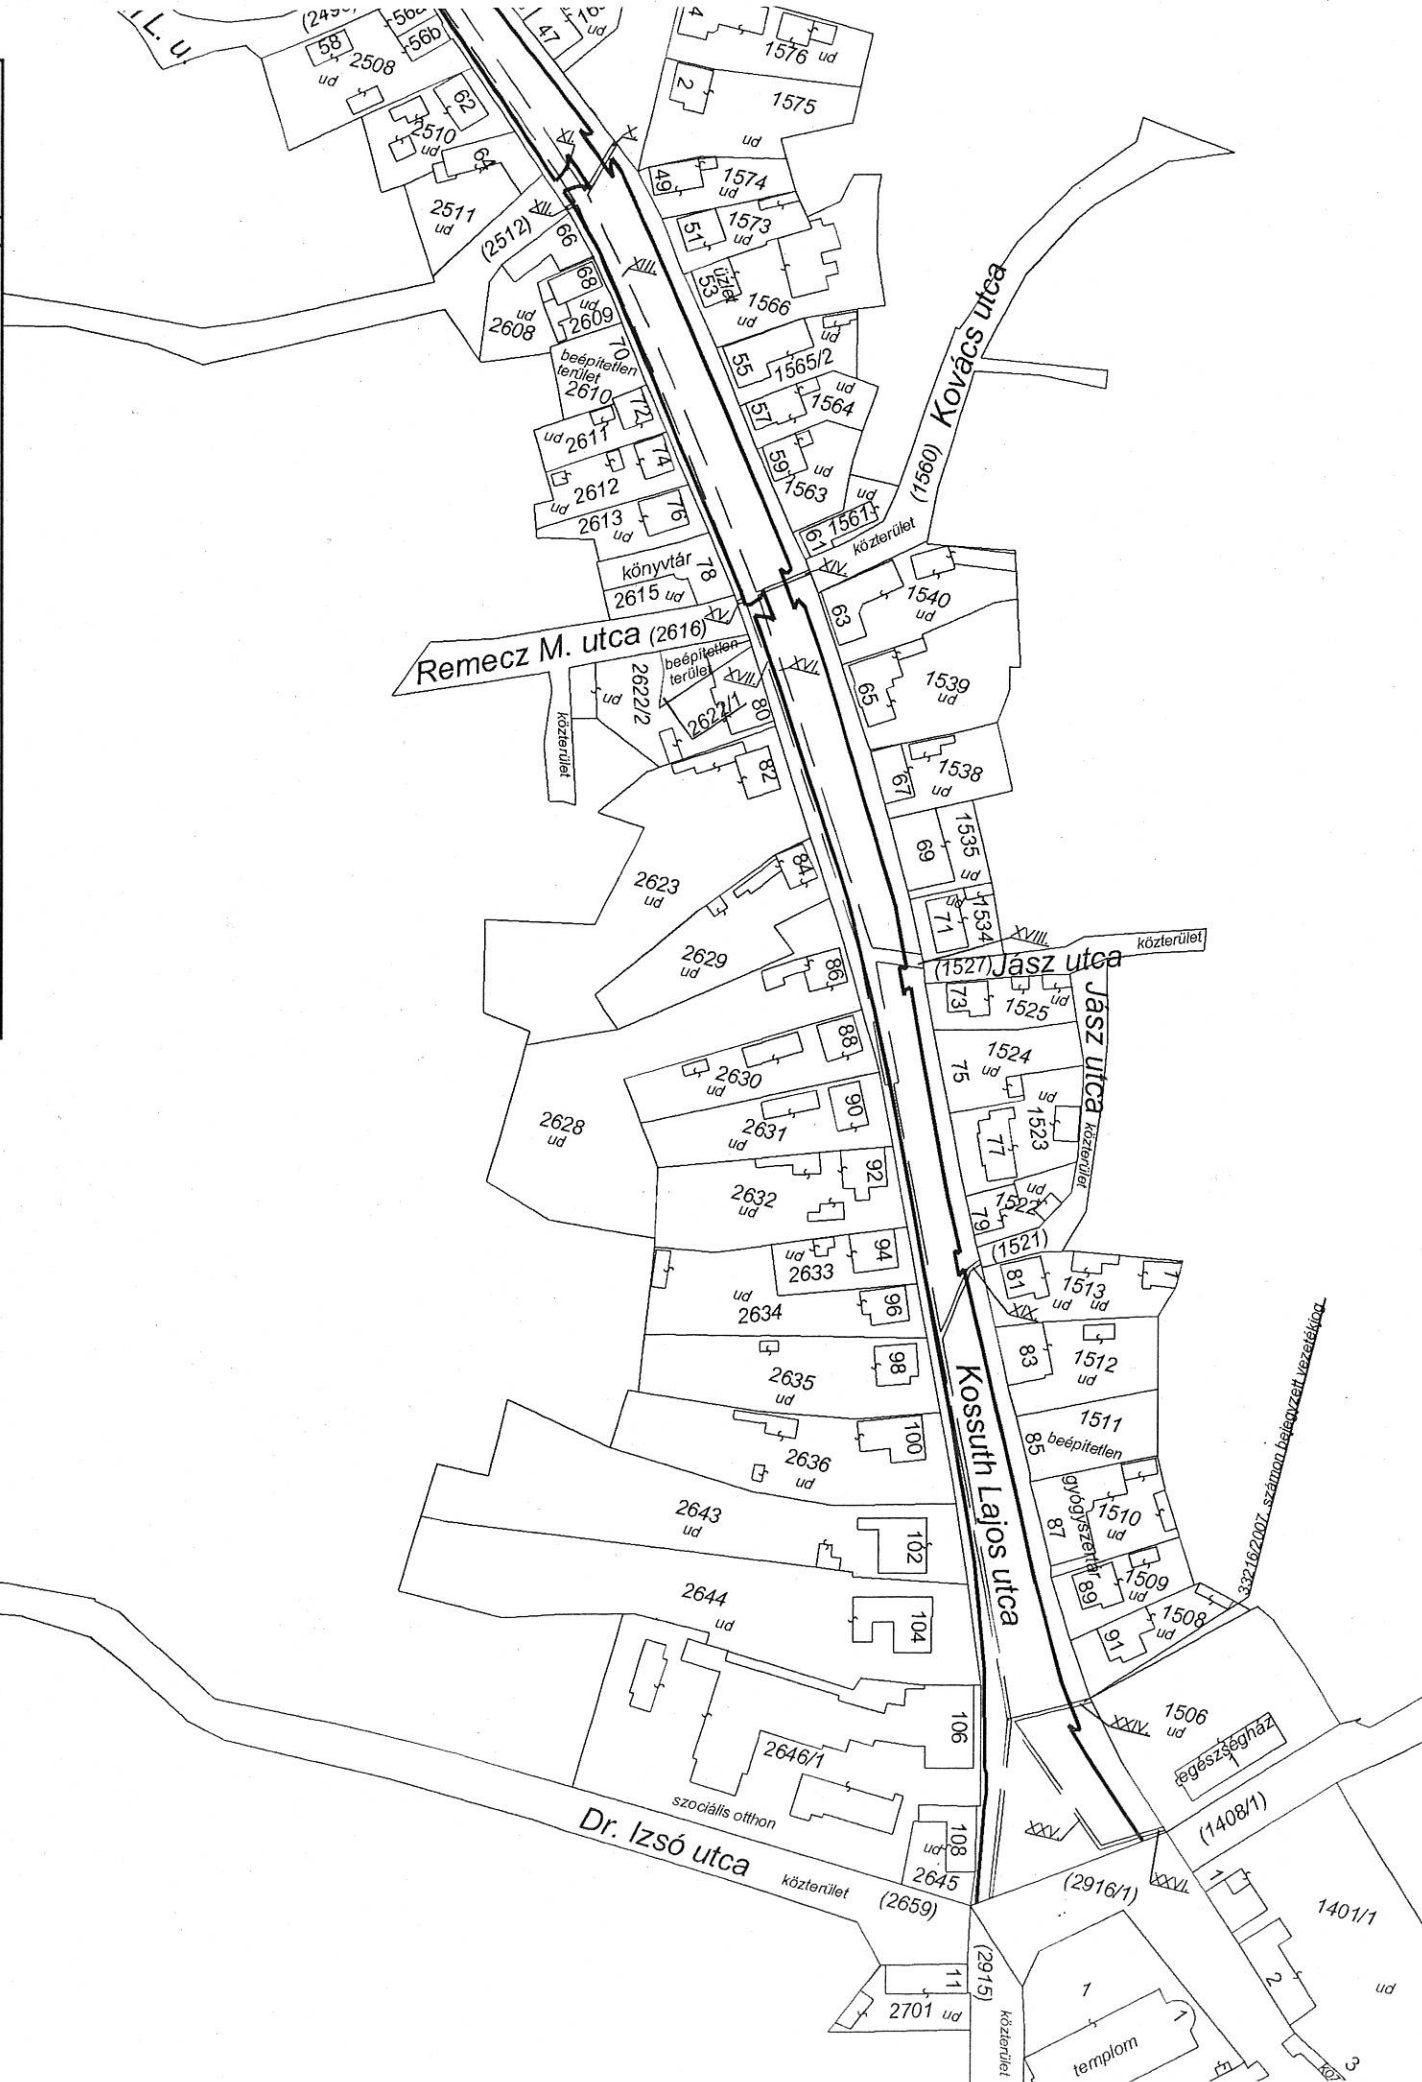 L. u.
58
2508
ud
56b
47
ud
1576 ud
2
1575
ud
62
2510
ud
64
XI.
X.
2511
ud
(2512)
XII.
66
49
1574
ud
51
1573
ud
XIII.
üzlet
53
1566
ud
68
ud
2609
ud
2608
70
beépítetlen
terület
2610
55
ud
1565/2
72
57
ud
1564
ud 2611
74
59
ud
1563
2612
ud
76
2613
ud
ud
1561
61
közterület
(1560) Kovács utca
könyvtár
78
2615 ud
XIV.
XV.
63
1540
ud
Remecz M. utca (2616)
beépítetlen
terület
XVII.
XVI.
2622/2
ud
2622/1
80
közterület
65
1539
ud
82
67
1538
ud
69
1535
ud
84
2623
ud
ud
1534
71
XVIII.
közterület
(1527) Jász utca
2629
ud
86
73
1525
ud
Jász utca
közterület
88
2630
ud
75
1524
ud
2628
ud
90
2631
ud
ud
1523
77
92
2632
ud
ud
1522
79
(1521)
94
ud
2633
81
1513
ud ud
XIX.
ud
2634
96
83
1512
ud
98
2635
ud
Kossuth Lajos utca
1511
85 beépítetlen
100
2636
ud
gyógyszertár
1510
ud
87
33216/2007. számon bejegyzett vezetékjog
2643
ud
102
1509
ud
89
2644
ud
104
1508
ud
91
106
1506
ud
XXIV.
egészségház
1
2646/1
szociális otthon
Dr. Izsó utca
közterület
(2659)
108
ud
2645
XXV.
(1408/1)
(2916/1)
XXVI.
1
1401/1
ud
2
11
2701 ud
(2915)
közterület
1
1
templom
3